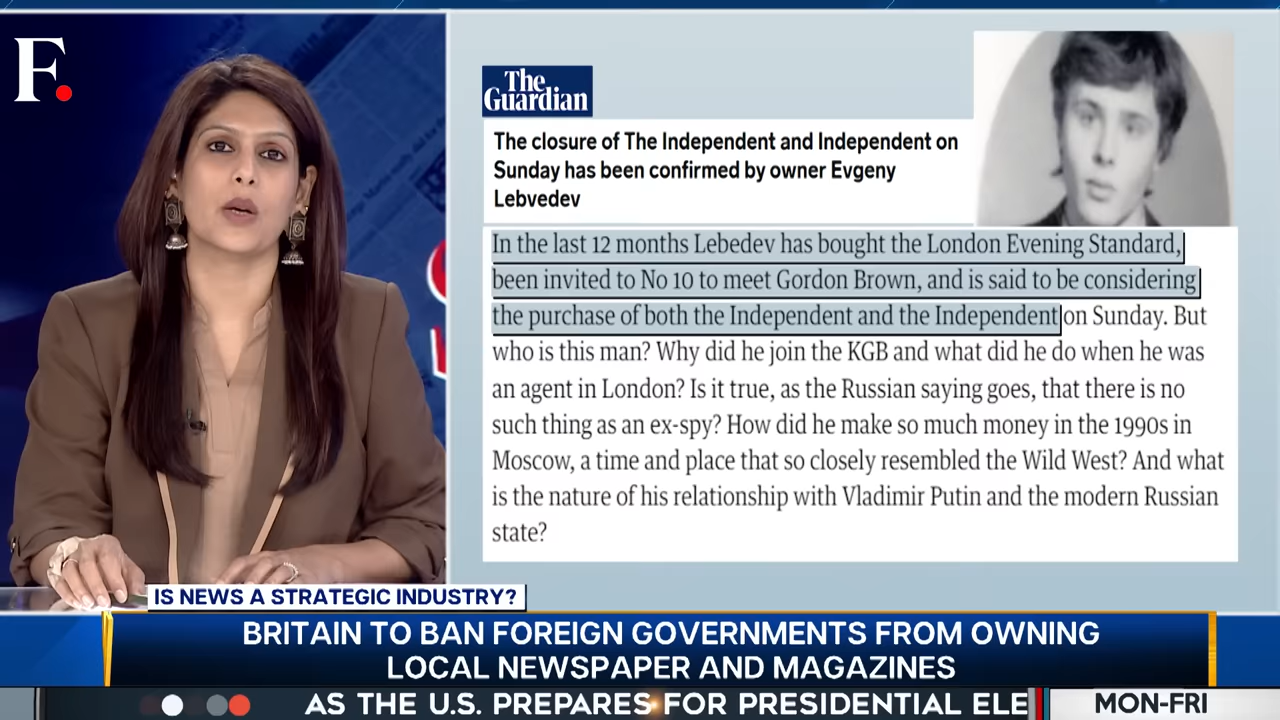 F.
The
Guardian
The closure of The Independent and Independent on
Sunday has been confirmed by owner Evgeny
Lebvedev
In the last 12 months Lebedev has bought the London Evening Standard,
been invited to No 10 to meet Gordon Brown, and is said to be considering
the purchase of both the Independent and the Independent on Sunday. But
who is this man? Why did he join the KGB and what did he do when he was
an agent in London? Is it true, as the Russian saying goes, that there is no
such thing as an ex-spy? How did he make so much money in the 1990s in
Moscow, a time and place that so closely resembled the Wild West? And what
is the nature of his relationship with Vladimir Putin and the modern Russian
state?
IS NEWS A STRATEGIC INDUSTRY?
BRITAIN TO BAN FOREIGN GOVERNMENTS FROM OWNING
LOCAL NEWSPAPER AND MAGAZINES
AS THE U.S. PREPARES FOR PRESIDENTIAL ELE
MON-FRI